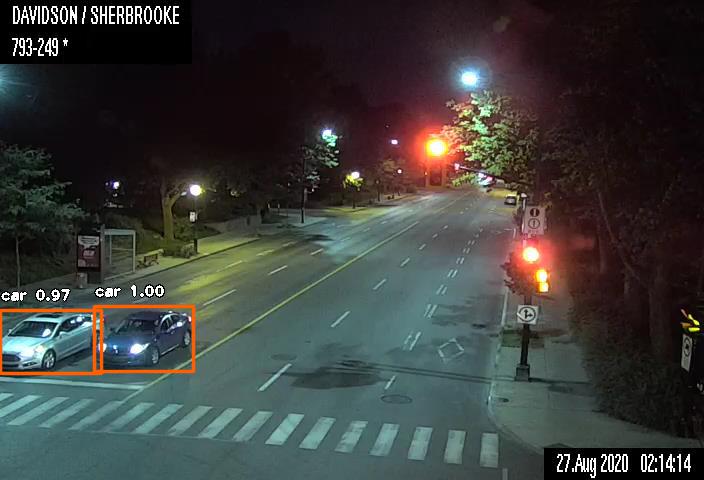 DAVIDSON / SHERBROOKE
793-249 *
car 0.97
car 1.00
27.Aug 2020 02:14:14